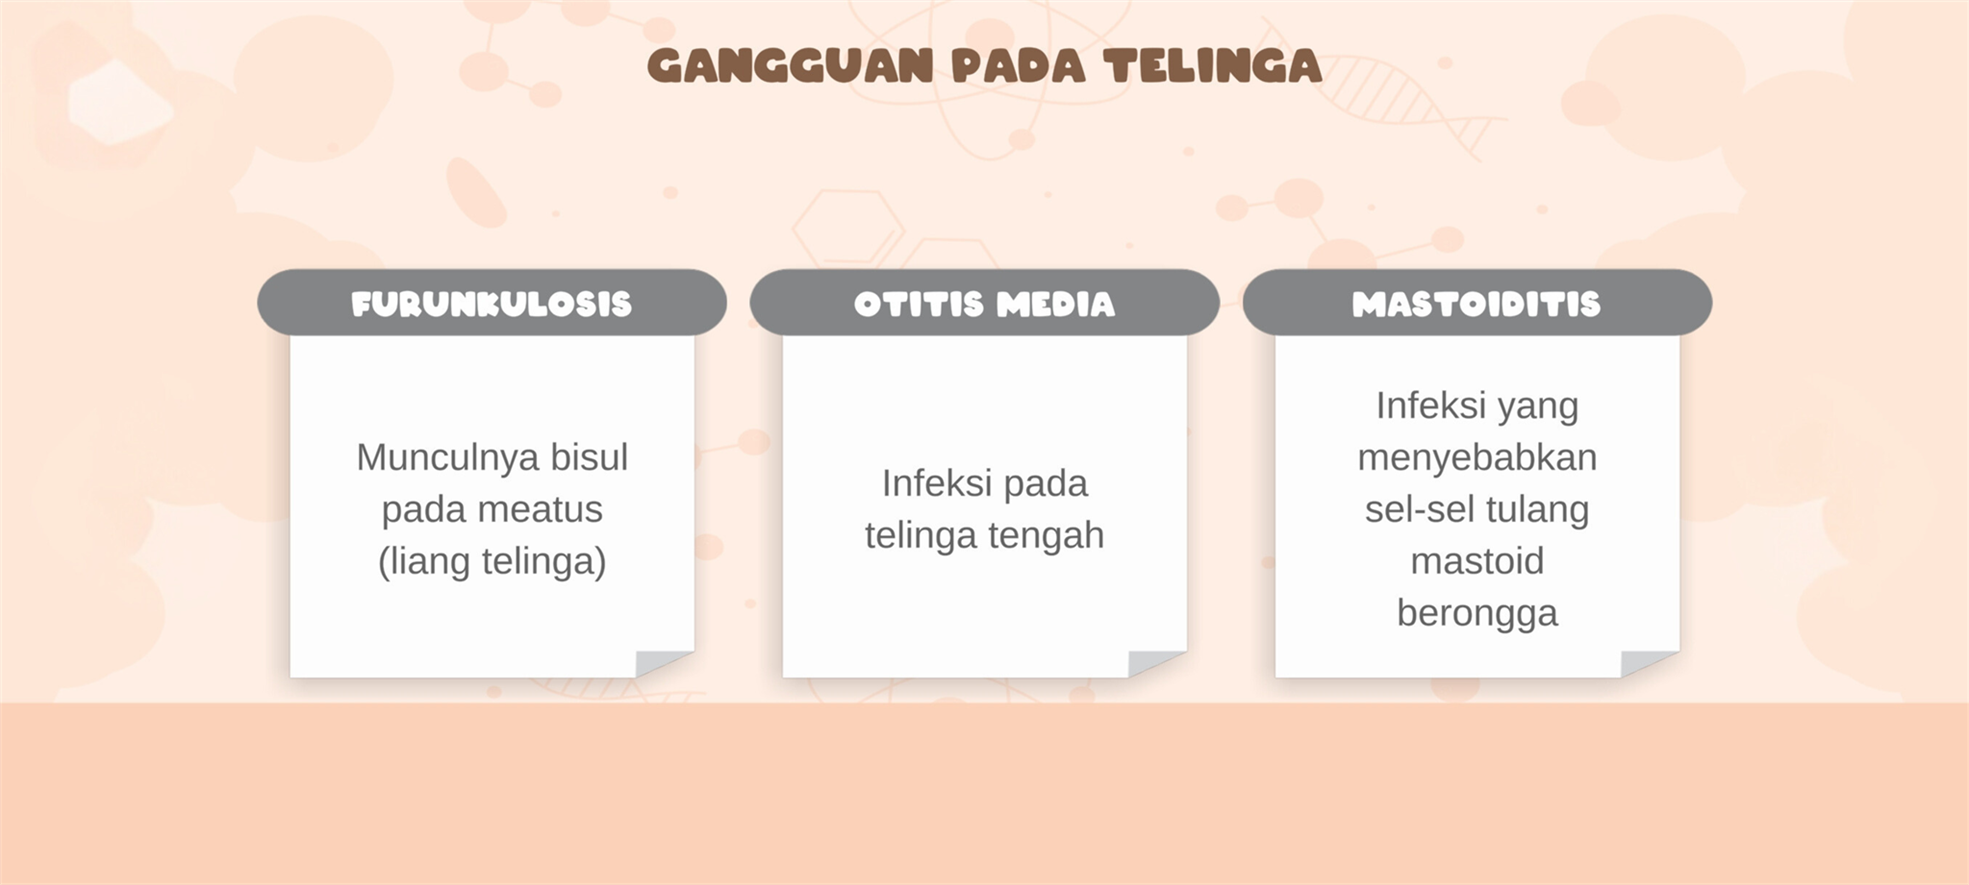 GANGGUAN PADA TELINGA
FURUNKULOSIS
Munculnya bisul
pada meatus
(liang telinga)
OTITIS MEDIA
Infeksi pada
telinga tengah
MASTOIDITIS
Infeksi yang
menyebabkan
sel-sel tulang
mastoid
berongga